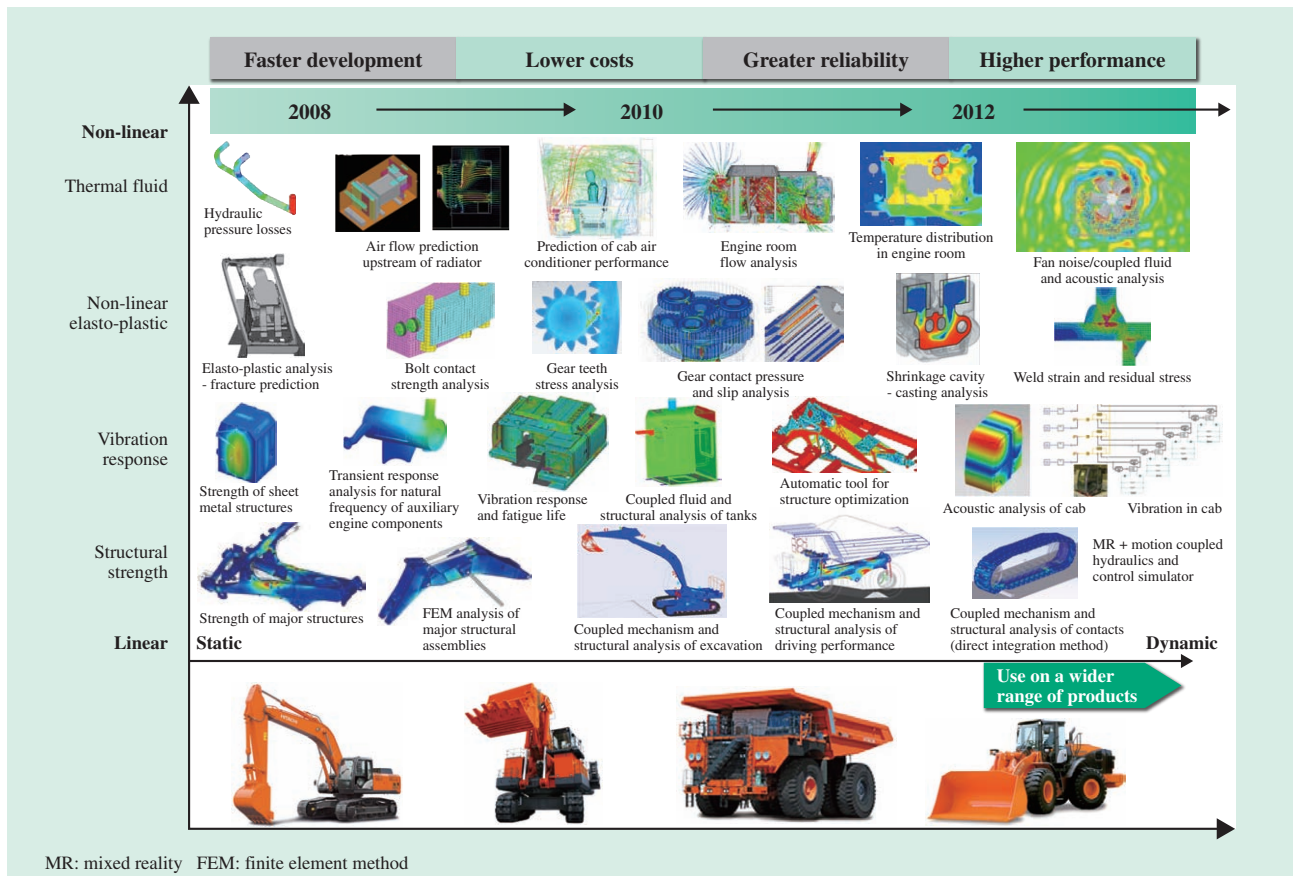 Faster development
Lower costs
Greater reliability
Higher performance
2008
2010
2012
Non-linear
Thermal fluid
Hydraulic
pressure losses
Air flow prediction
upstream of radiator
Prediction of cab air
conditioner performance
Engine room
flow analysis
Temperature distribution
in engine room
Fan noise/coupled fluid
and acoustic analysis
Non-linear
elasto-plastic
Elasto-plastic analysis
- fracture prediction
Bolt contact
strength analysis
Gear teeth
stress analysis
Gear contact pressure
and slip analysis
Shrinkage cavity
- casting analysis
Weld strain and residual stress
Vibration
response
Strength of sheet
metal structures
Transient response
analysis for natural
frequency of auxiliary
engine components
Vibration response
and fatigue life
Coupled fluid and
structural analysis of tanks
Automatic tool for
structure optimization
Acoustic analysis of cab
Vibration in cab
Structural
strength
Strength of major structures
FEM analysis of
major structural
assemblies
Coupled mechanism and
structural analysis of excavation
Coupled mechanism and
structural analysis of
driving performance
Coupled mechanism and
structural analysis of contacts
(direct integration method)
MR + motion coupled
hydraulics and
control simulator
Linear
Static
Dynamic
Use on a wider
range of products
HITACHI
MR: mixed reality FEM: finite element method